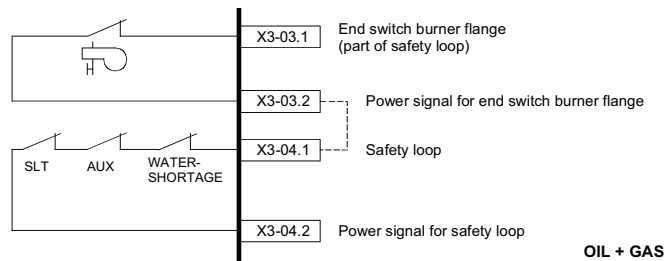 X3-03.1 End switch burner flange
(part of safety loop)
X3-03.2 Power signal for end switch burner flange
X3-04.1 Safety loop
SLT AUX WATER-
SHORTAGE
X3-04.2 Power signal for safety loop
OIL + GAS